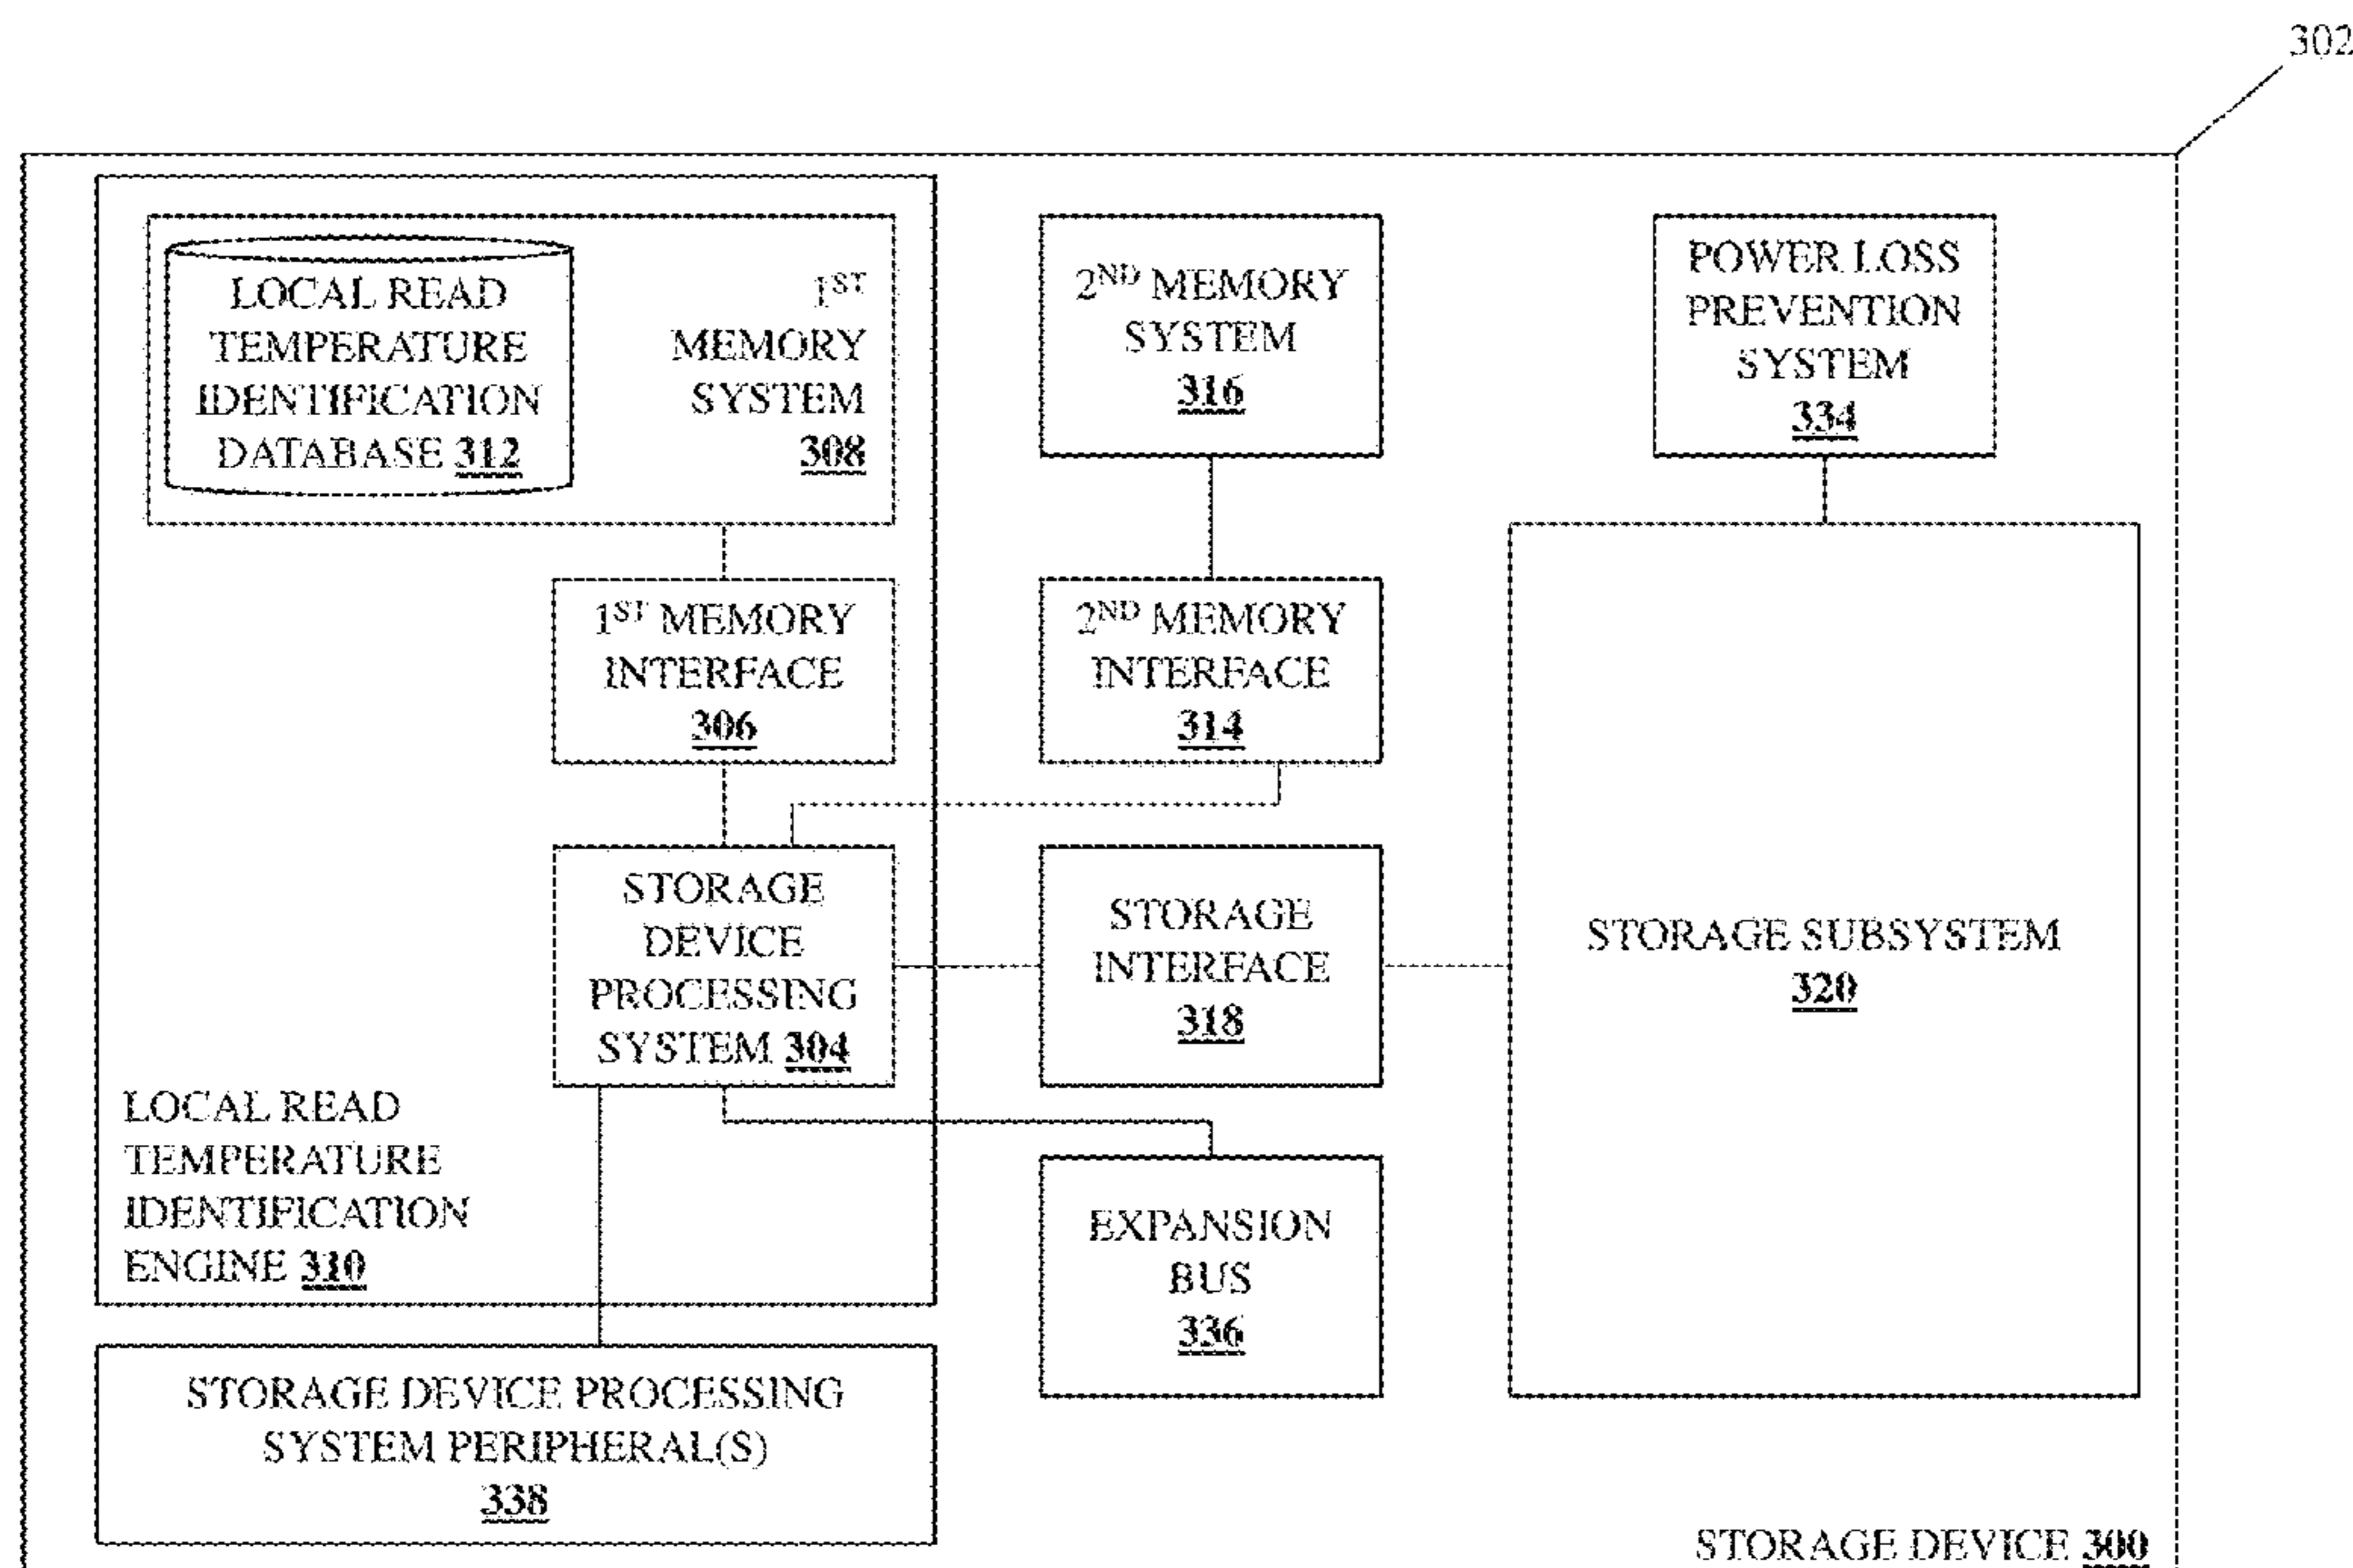 302
LOCAL READ
TEMPERATURE
IDENTIFICATION
DATABASE 312
1ST
MEMORY
SYSTEM
308
2ND MEMORY
SYSTEM
316
POWER LOSS
PREVENTION
SYSTEM
334
1ST MEMORY
INTERFACE
306
2ND MEMORY
INTERFACE
314
STORAGE
DEVICE
PROCESSING
SYSTEM 304
STORAGE
INTERFACE
318
STORAGE SUBSYSTEM
320
LOCAL READ
TEMPERATURE
IDENTIFICATION
ENGINE 310
EXPANSION
BUS
336
STORAGE DEVICE PROCESSING
SYSTEM PERIPHERAL(S)
338
STORAGE DEVICE 300